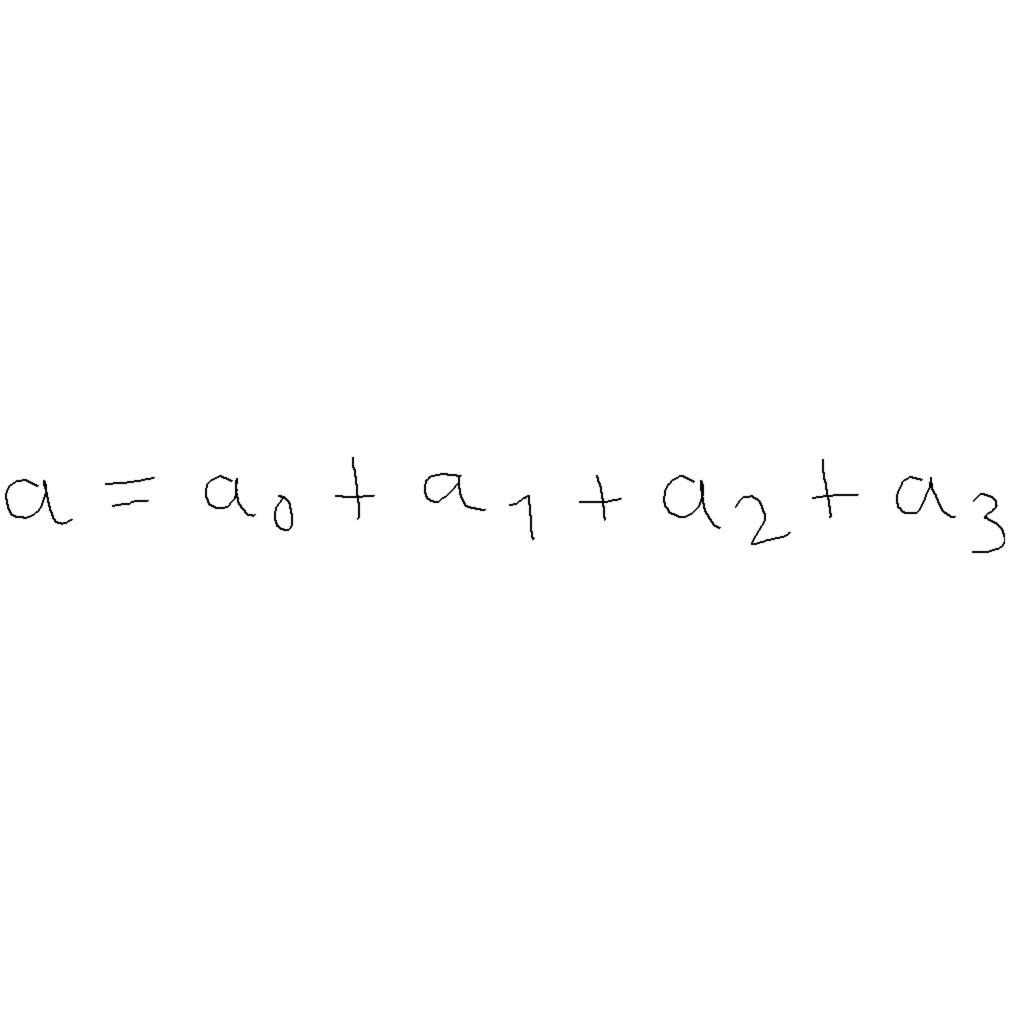 a = a₀ + a₁ + a₂ + a₃